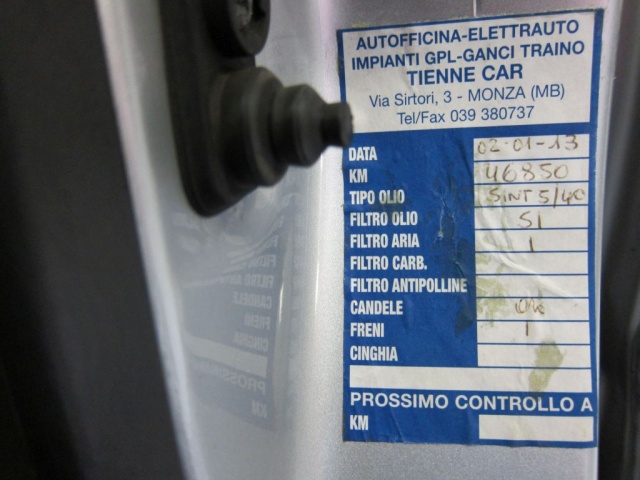 AUTOFFICINA-ELETTRAUTO
IMPIANTI GPL-GANCI TRAINO
TIENNE CAR
Via Sirtori, 3 - MONZA (MB)
Tel/Fax 039 380737
DATA 02-01-13
KM 46850
TIPO OLIO SINT 5/40
FILTRO OLIO SI
FILTRO ARIA I
FILTRO CARB.
FILTRO ANTIPOLLINE
CANDELE OK
FRENI I
CINGHIA
PROSSIMO CONTROLLO A
KM